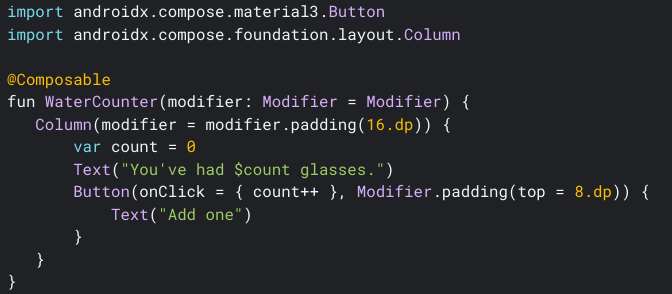 import androidx.compose.material3.Button
import androidx.compose.foundation.layout.Column

@Composable
fun WaterCounter(modifier: Modifier = Modifier) {
   Column(modifier = modifier.padding(16.dp)) {
       var count = 0
       Text("You've had $count glasses.")
       Button(onClick = { count++ }, Modifier.padding(top = 8.dp)) {
           Text("Add one")
       }
   }
}